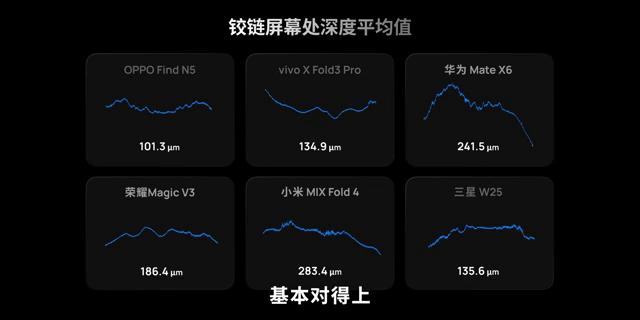 铰链屏幕处深度平均值
OPPO Find N5
vivo X Fold3 Pro
华为 Mate X6
101.3 μm
134.9 μm
241.5 μm
荣耀Magic V3
小米 MIX Fold 4
三星 W25
186.4 μm
283.4 μm
135.6 μm
基本对得上